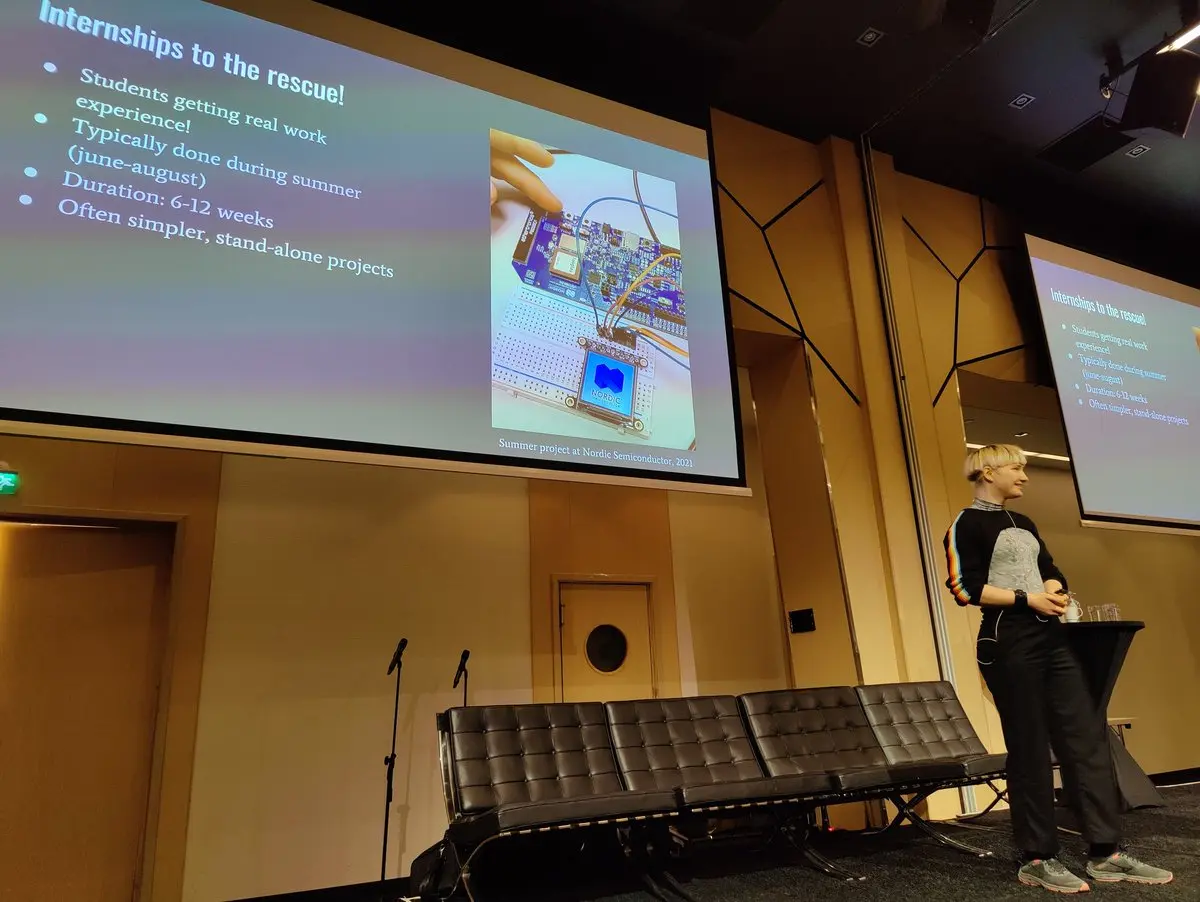 Internships to the rescue!
Students getting real work
experience!
Typically done during summer
(june-august)
Duration: 6-12 weeks
Often simpler, stand-alone projects
NORDIC
Summer project at Nordic Semiconductor, 2021
Internships to the rescue!
Students getting real work
experience!
Typically done during summer
(june-august)
Duration: 6-12 weeks
Often simpler, stand-alone projects